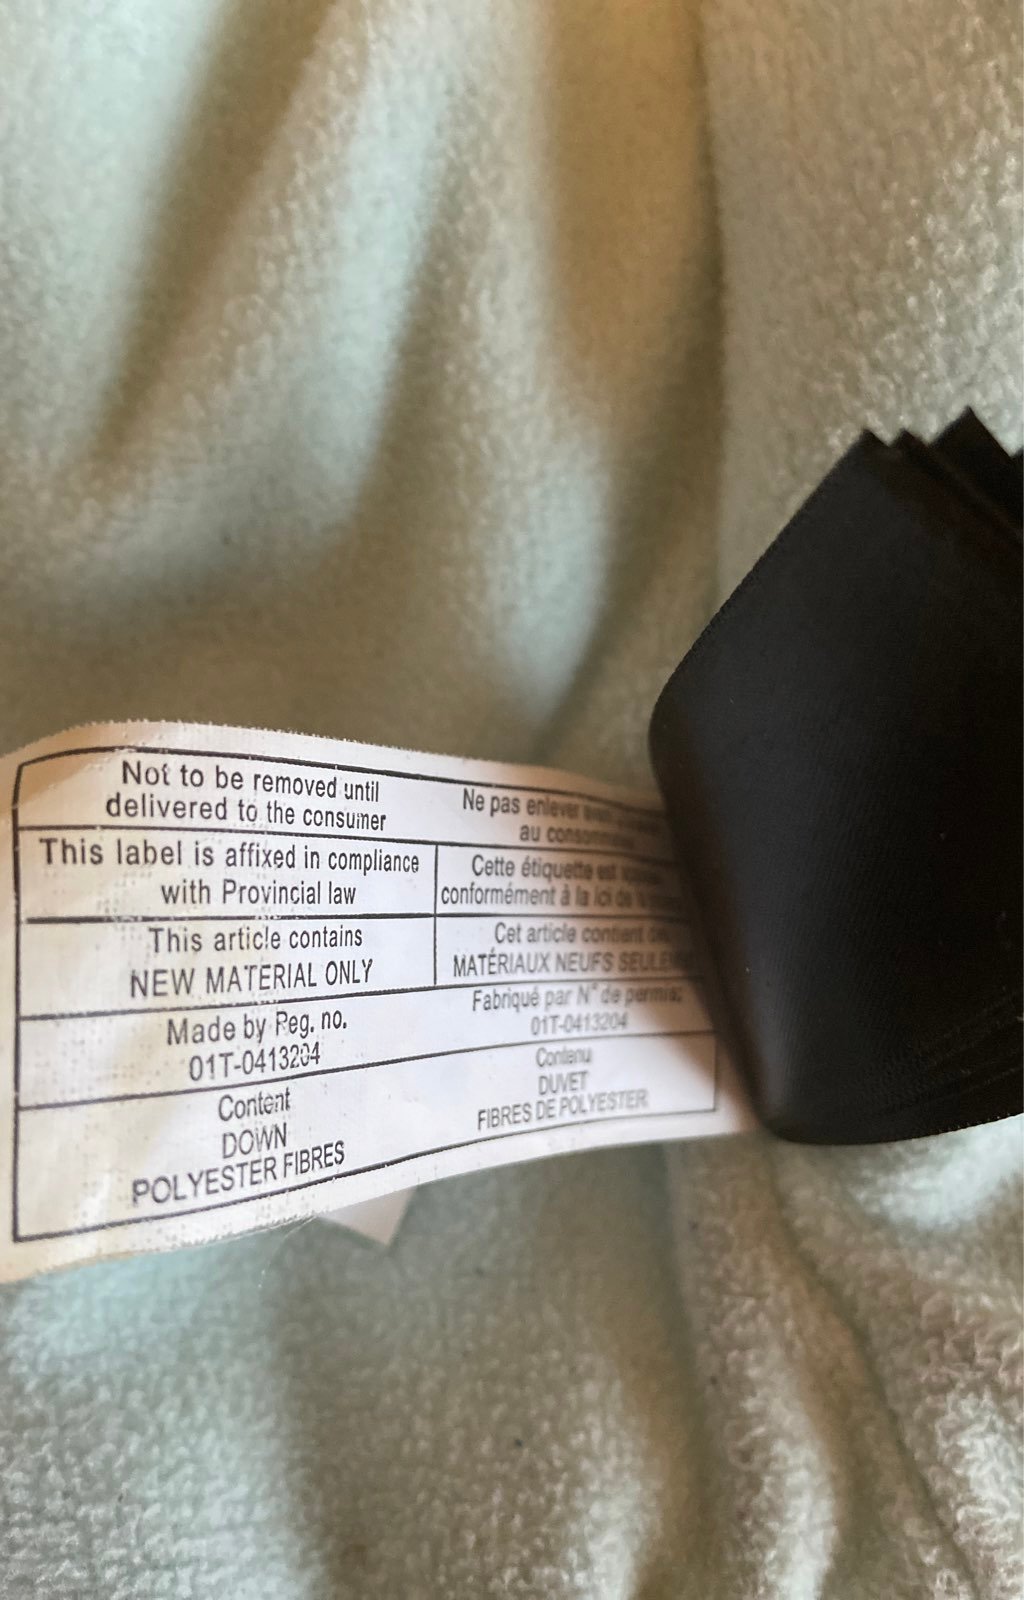 Not to be removed until
delivered to the consumer
Ne pas enlever
au
This label is affixed in compliance
with Provincial law
Cette étiquette est
conformément à la loi de
This article contains
NEW MATERIAL ONLY
Cet article contient
MATÉRIAUX NEUFS
Made by Reg. no.
01T-0413204
Fabriqué par N° de permis:
01T-0413204
Content
DOWN
POLYESTER FIBRES
Contenu
DUVET
FIBRES DE POLYESTER